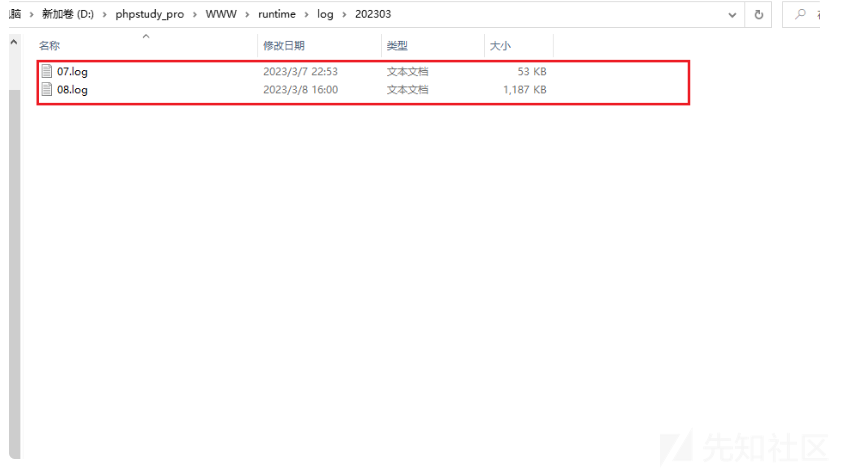 脑 › 新加卷 (D:) › phpstudy_pro › WWW › runtime › log › 202303
名称 修改日期 类型 大小
07.log 2023/3/7 22:53 文本文档 53 KB
08.log 2023/3/8 16:00 文本文档 1,187 KB
先知社区